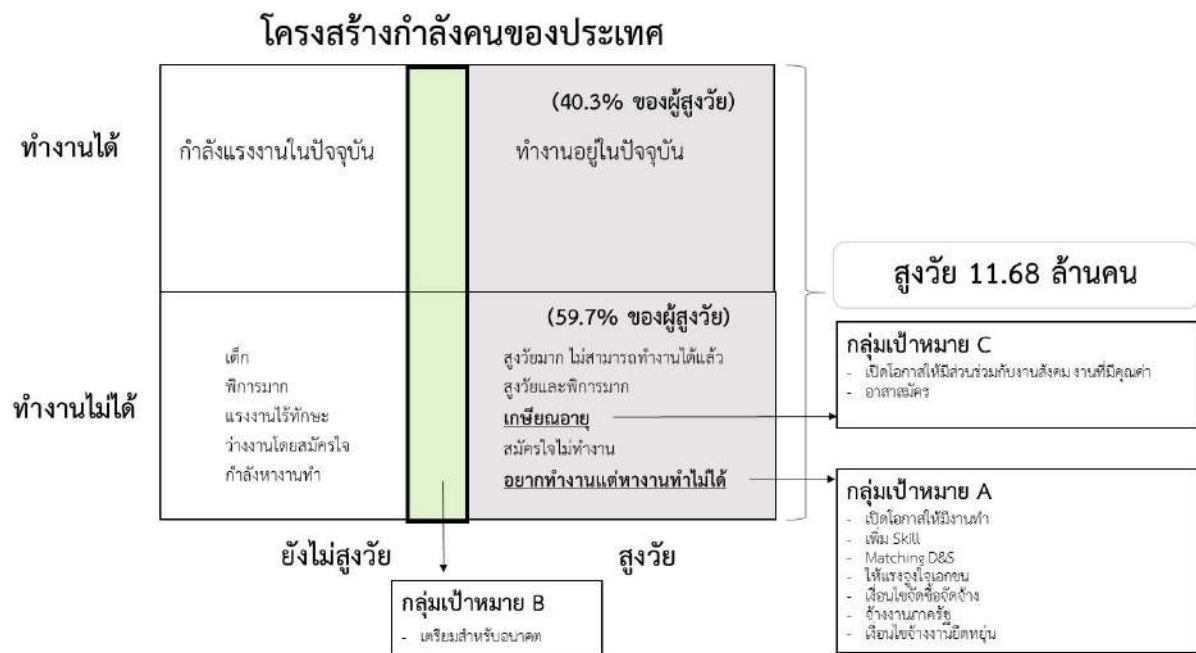 โครงสร้างกำลังคนของประเทศ
ทำงานได้
กำลังแรงงานในปัจจุบัน
(40.3% ของผู้สูงวัย)
ทำงานอยู่ในปัจจุบัน
สูงวัย 11.68 ล้านคน
ทำงานไม่ได้
เด็ก
พิการมาก
แรงงานไร้ทักษะ
ว่างงานโดยสมัครใจ
กำลังหางานทำ
(59.7% ของผู้สูงวัย)
สูงวัยมาก ไม่สามารถทำงานได้แล้ว
สูงวัยและพิการมาก
เกษียณอายุ
สมัครใจไม่ทำงาน
อยากทำงานแต่หางานทำไม่ได้
กลุ่มเป้าหมาย C
- เปิดโอกาสให้มีส่วนร่วมกับงานสังคม งานที่มีคุณค่า
- อาสาสมัคร
กลุ่มเป้าหมาย A
- เปิดโอกาสให้มีงานทำ
- เพิ่ม Skill
- Matching D&S
- ให้แรงจูงใจเอกชน
- เงื่อนไขจัดซื้อจัดจ้าง
- จ้างงานภาครัฐ
- เงื่อนไขจ้างงานยืดหยุ่น
ยังไม่สูงวัย
สูงวัย
กลุ่มเป้าหมาย B
- เตรียมสำหรับอนาคต